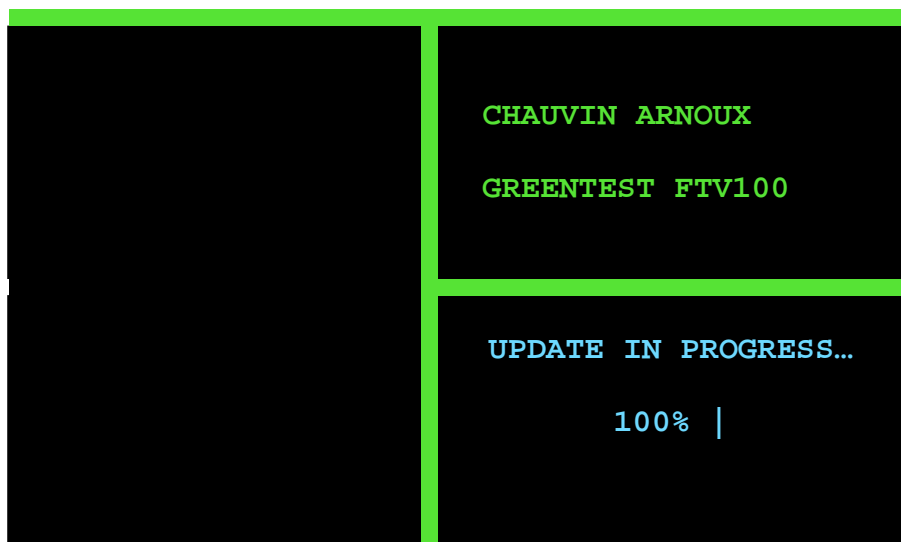 CHAUVIN ARNOUX
GREENTEST FTV100
UPDATE IN PROGRESS…
100% |